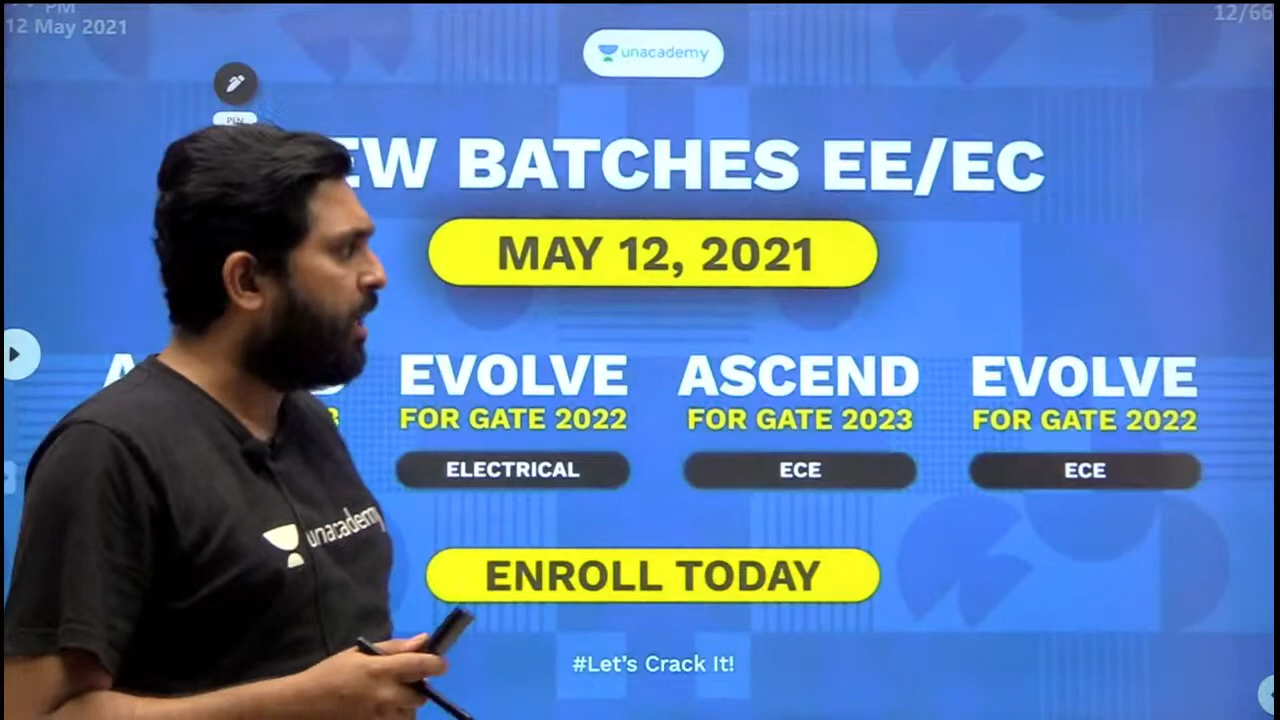 PM
12 May 2021
12/66
unacademy
PEN
EW BATCHES EE/EC
MAY 12, 2021
EVOLVE
FOR GATE 2022
ELECTRICAL
ASCEND
FOR GATE 2023
ECE
EVOLVE
FOR GATE 2022
ECE
unacademy
ENROLL TODAY
#Let's Crack It!